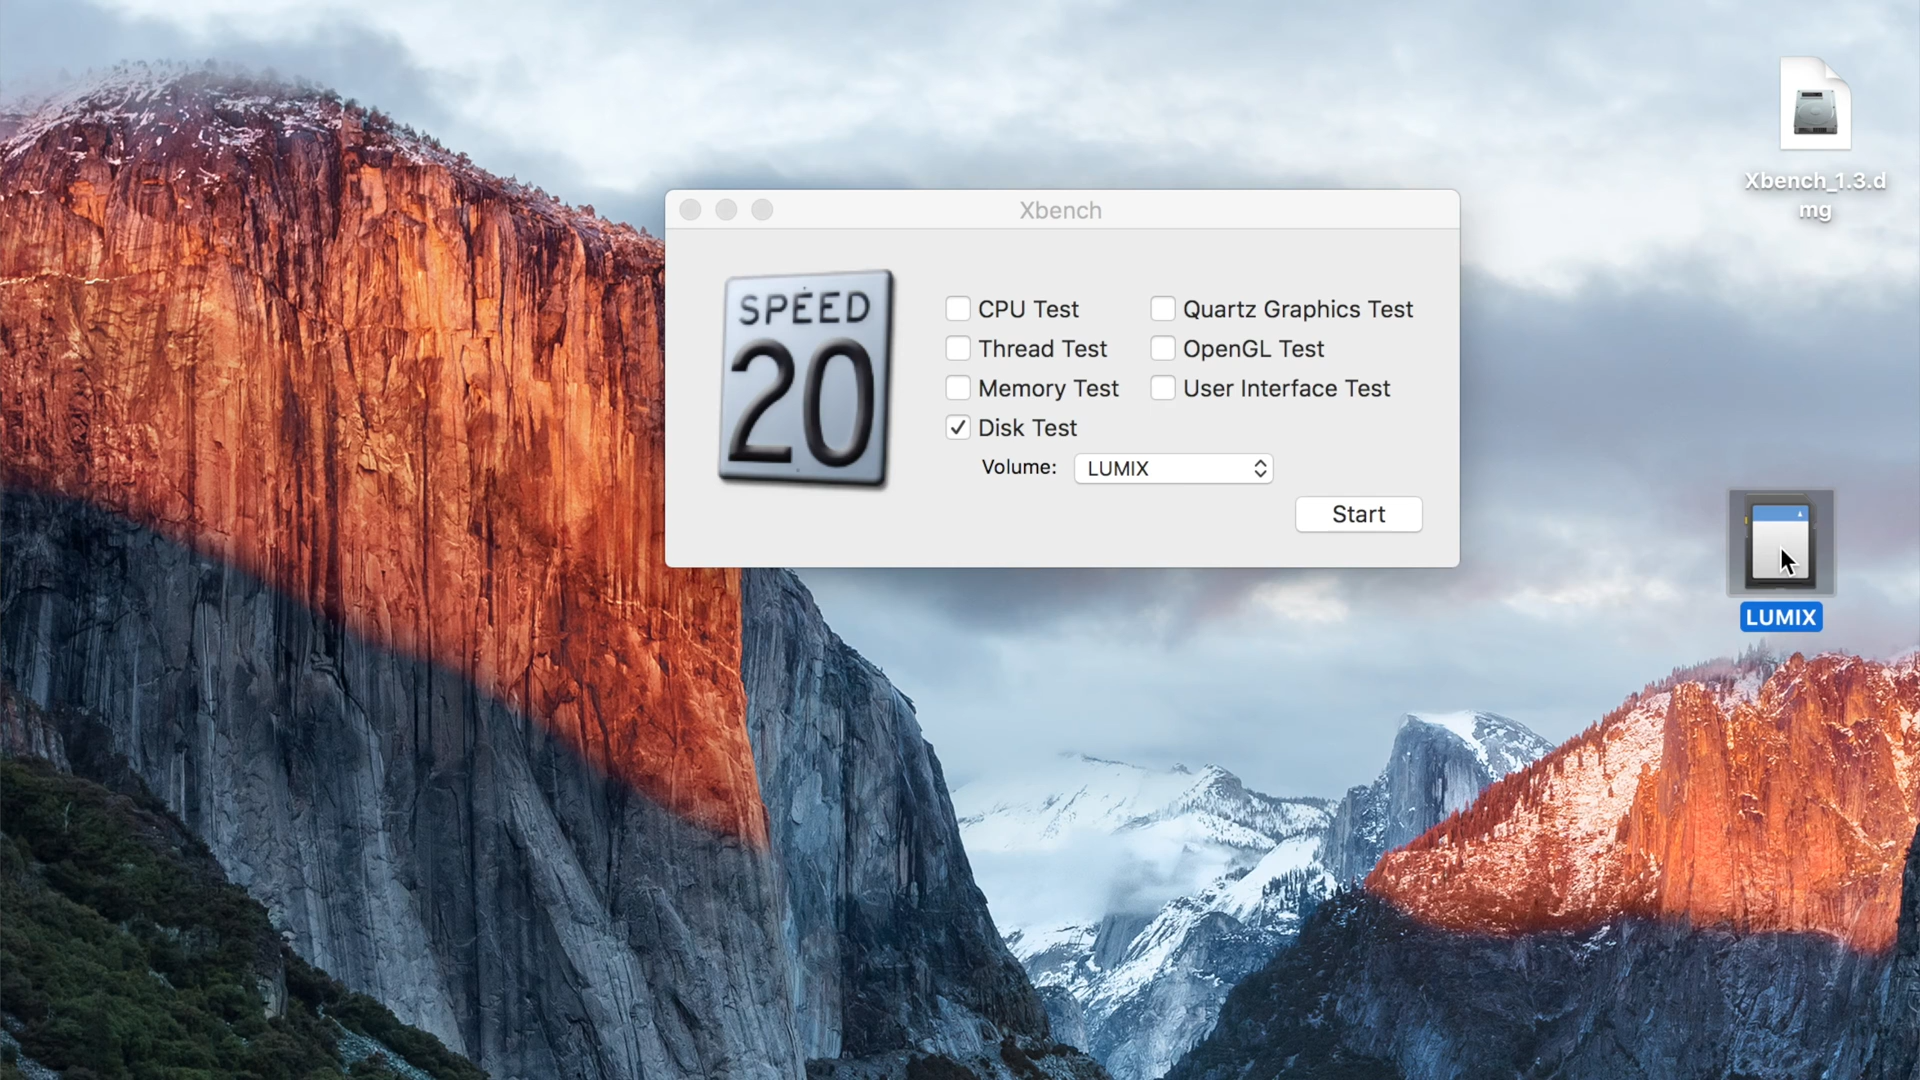 Xbench
SPEED
20
CPU Test
Quartz Graphics Test
Thread Test
OpenGL Test
Memory Test
User Interface Test
Disk Test
Volume: LUMIX
Start
Xbench_1.3.d
mg
LUMIX